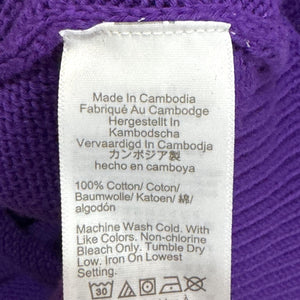 Made In Cambodia
Fabriqué Au Cambodge
Hergestellt In
Kambodscha
Vervaardigd In Cambodja
カンボジア製
hecho en camboya
100% Cotton/ Coton/
Baumwolle/ Katoen/ 綿/
algodón
Machine Wash Cold. With
Like Colors. Non-chlorine
Bleach Only. Tumble Dry
Low. Iron On Lowest
Setting.
30